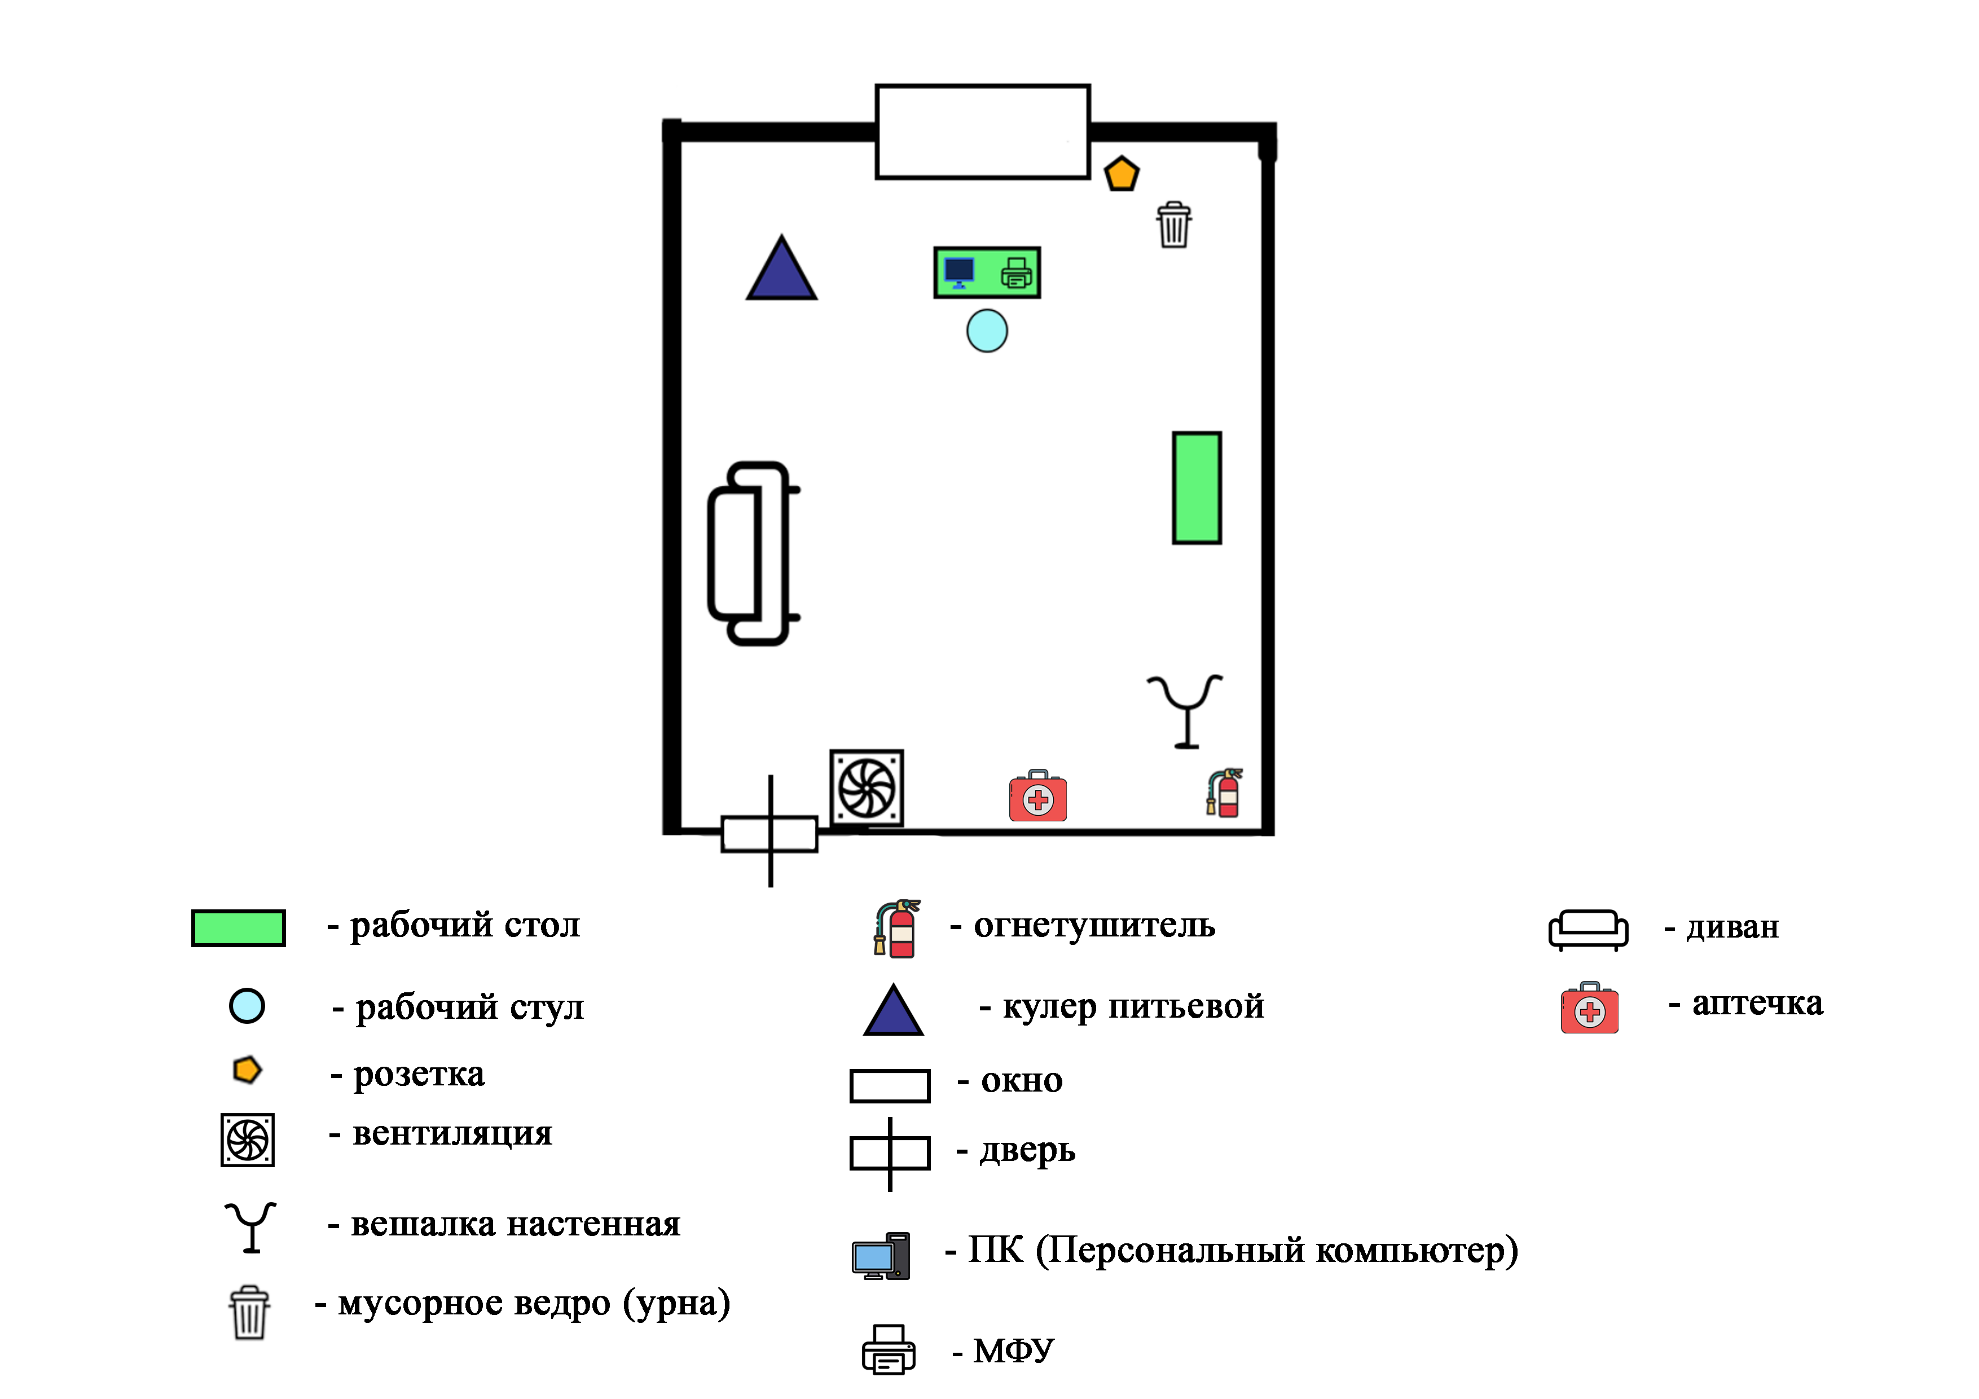 - рабочий стол
- рабочий стул
- розетка
- вентиляция
- вешалка настенная
- мусорное ведро (урна)
- огнетушитель
- кулер питьевой
- окно
- дверь
- ПК (Персональный компьютер)
- МФУ
- диван
- аптечка